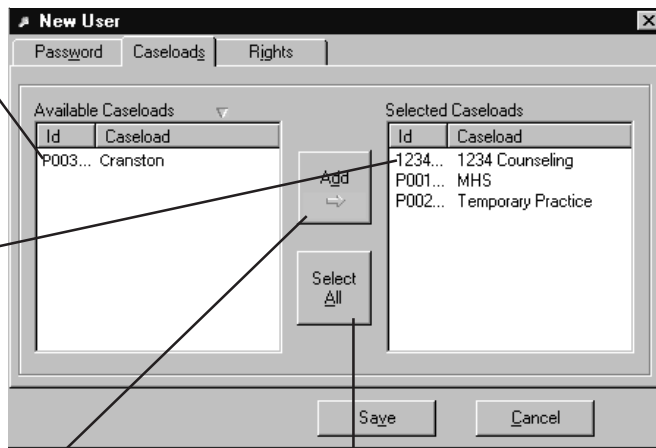 New User
Password Caseloads Rights
Available Caseloads
Id Caseload
P003... Cranston
Add
Select
All
Selected Caseloads
Id Caseload
1234... 1234 Counseling
P001... MHS
P002... Temporary Practice
Save Cancel